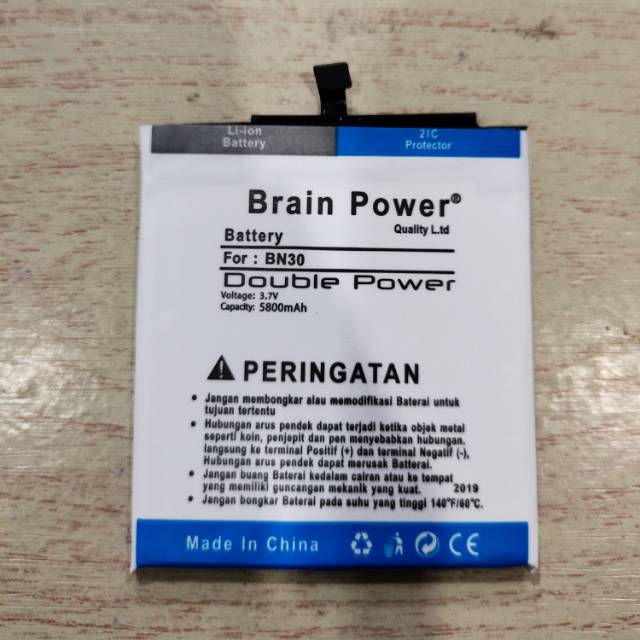 Li-ion
Battery
2IC
Protector
Brain Power®
Quality L.td
Battery
For : BN30
Double Power
Voltage: 3.7V
Capacity: 5800mAh
PERINGATAN
• Jangan membongkar alau memodifikasi Baterai untuk
tujuan tertentu
• Hubungan arus pendek dapat terjadi ketika objek metal
seperti koin, penjepit dan pen menyebabkan hubungan.
langsung ke terminal Positif (+) dan terminal Negatif (-),
Hubungan arus pendek dapat merusak Batterai.
• Jangan buang Baterai kedalam cairan atau ke tempat
yang memiliki guncangan mekanik yang kuat.
2019
• Jangan bongkar Baterai pada suhu yang tinggi 140°F/60°C.
Made In China
CE